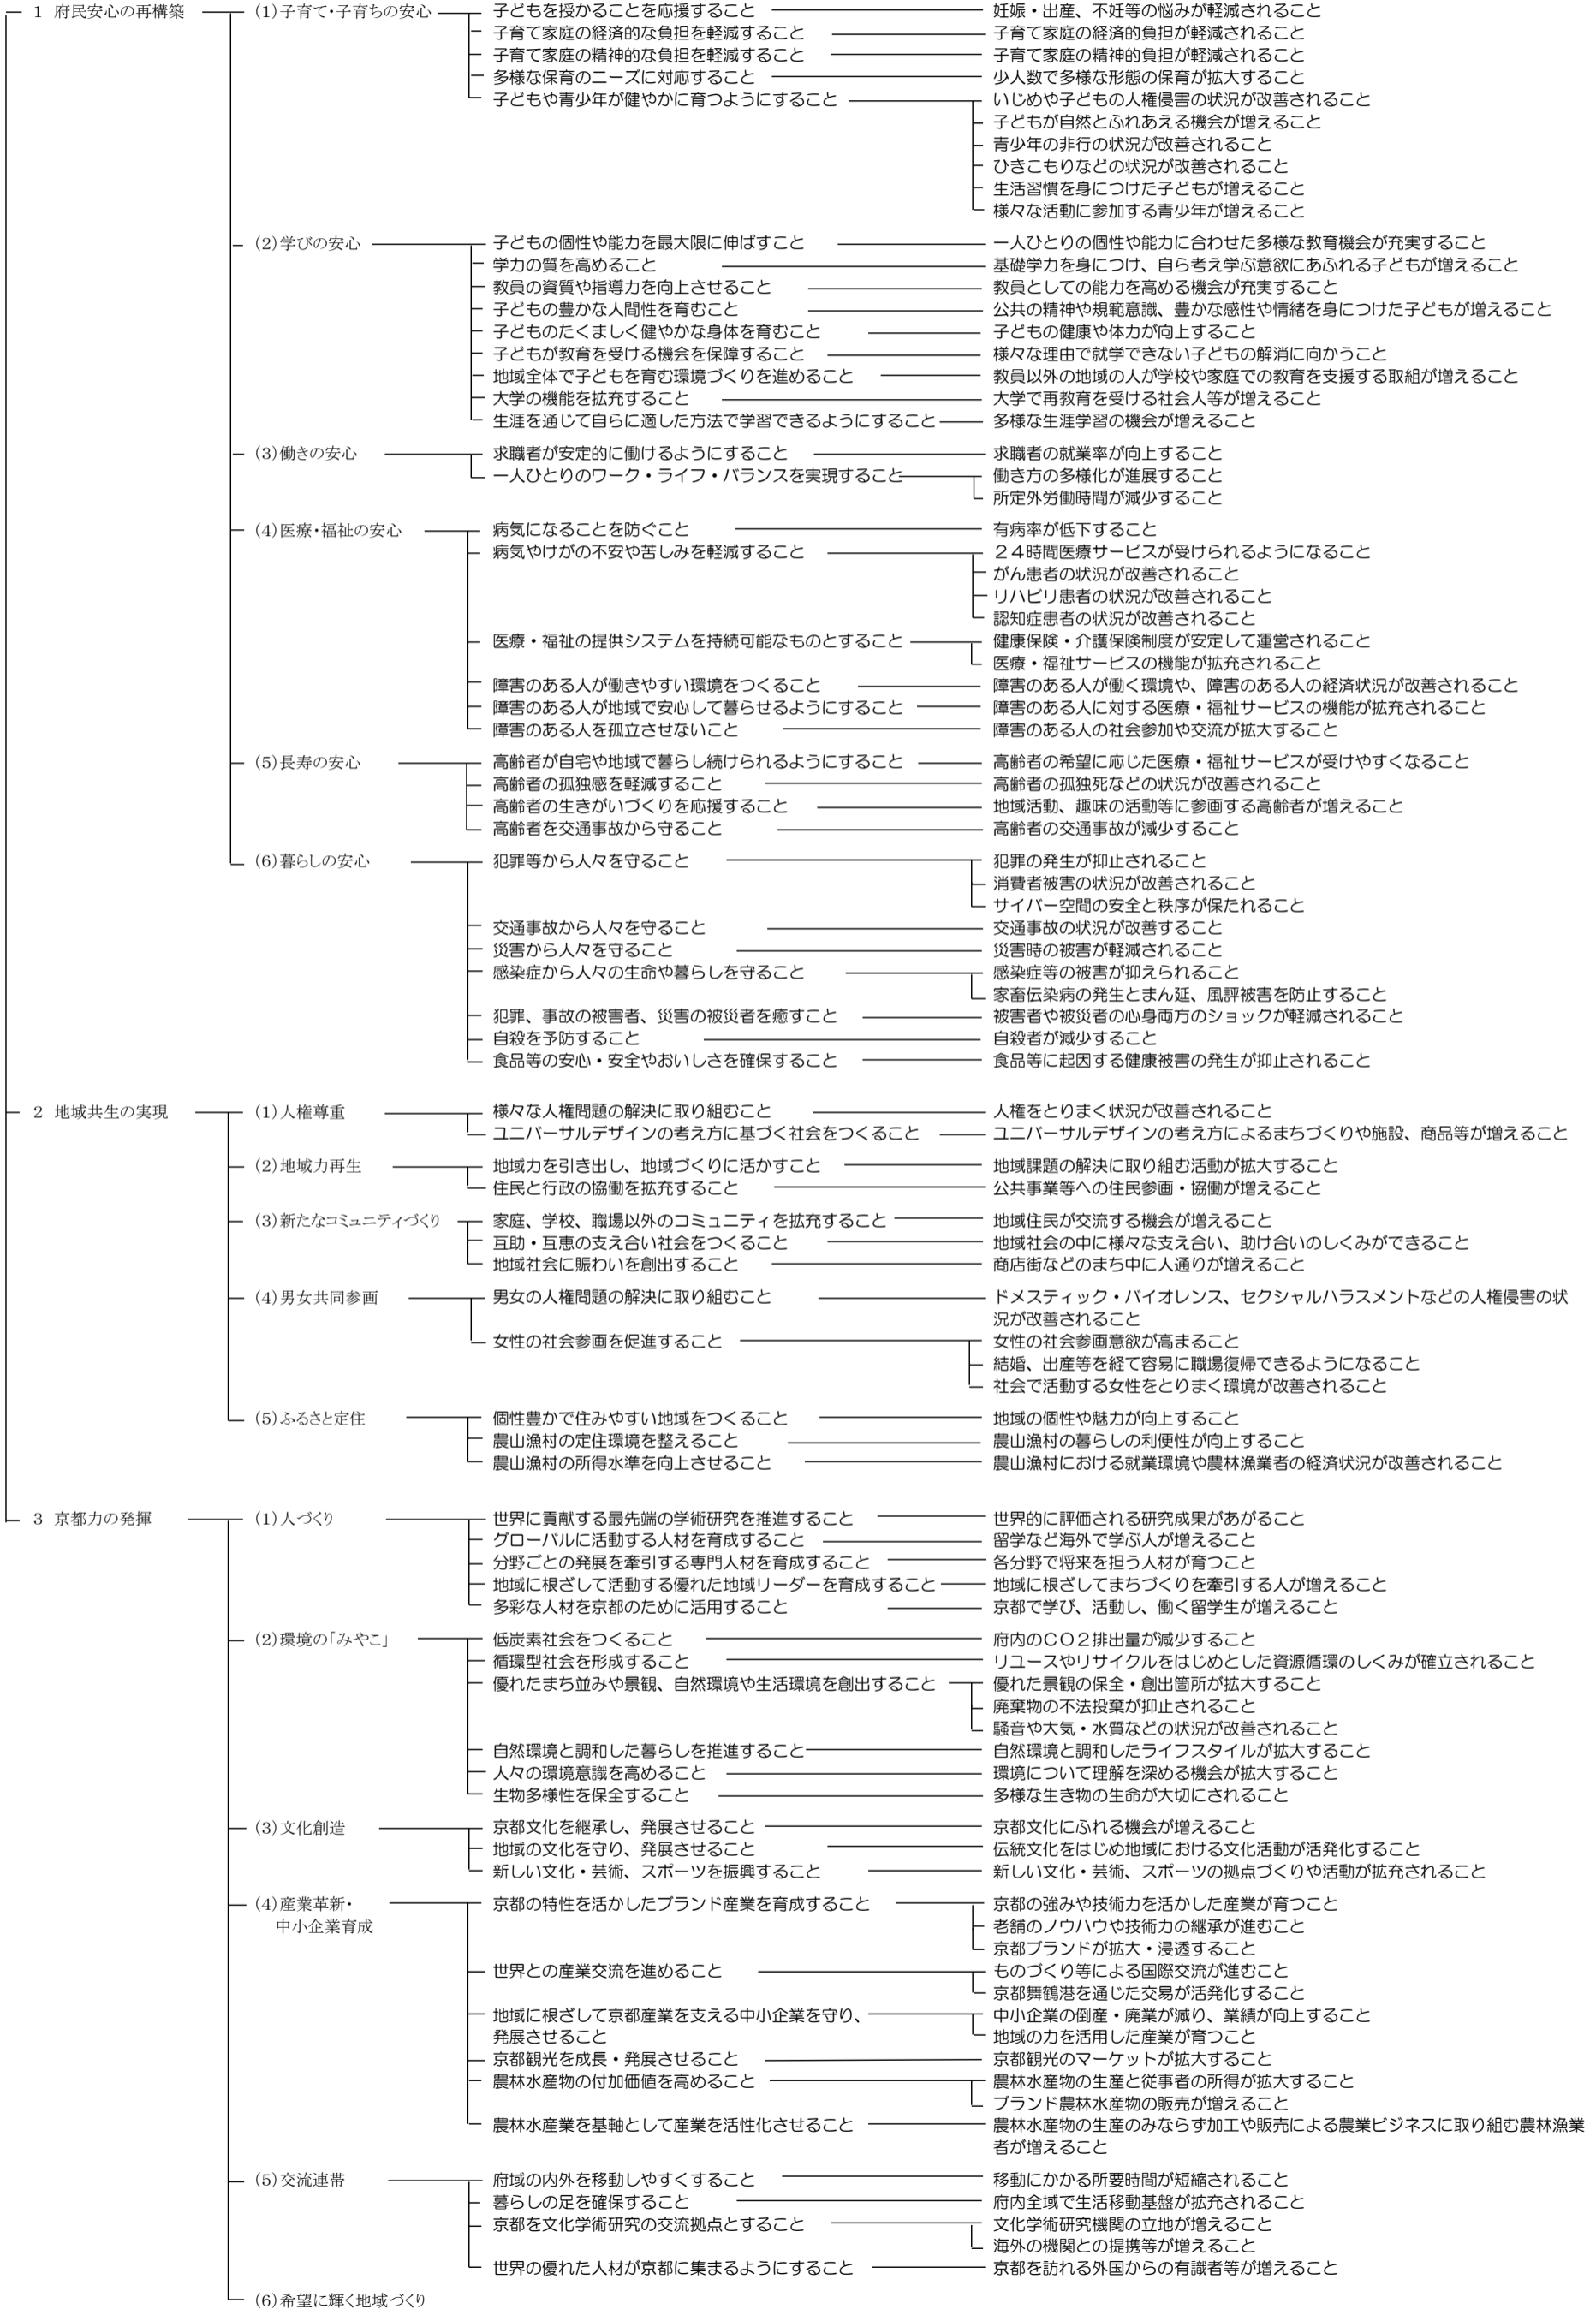 1 府民安心の再構築 (1)子育て・子育ちの安心 子どもを授かることを応援すること 妊娠・出産、不妊等の悩みが軽減されること
子育て家庭の経済的な負担を軽減すること 子育て家庭の経済的負担が軽減されること
子育て家庭の精神的な負担を軽減すること 子育て家庭の精神的負担が軽減されること
多様な保育のニーズに対応すること 少人数で多様な形態の保育が拡大すること
子どもや青少年が健やかに育つようにすること いじめや子どもの人権侵害の状況が改善されること
子どもが自然とふれあえる機会が増えること
青少年の非行の状況が改善されること
ひきこもりなどの状況が改善されること
生活習慣を身につけた子どもが増えること
様々な活動に参加する青少年が増えること
(2)学びの安心 子どもの個性や能力を最大限に伸ばすこと 一人ひとりの個性や能力に合わせた多様な教育機会が充実すること
学力の質を高めること 基礎学力を身につけ、自ら考え学ぶ意欲にあふれる子どもが増えること
教員の資質や指導力を向上させること 教員としての能力を高める機会が充実すること
子どもの豊かな人間性を育むこと 公共の精神や規範意識、豊かな感性や情緒を身につけた子どもが増えること
子どものたくましく健やかな身体を育むこと 子どもの健康や体力が向上すること
子どもが教育を受ける機会を保障すること 様々な理由で就学できない子どもの解消に向かうこと
地域全体で子どもを育む環境づくりを進めること 教員以外の地域の人が学校や家庭での教育を支援する取組が増えること
大学の機能を拡充すること 大学で再教育を受ける社会人等が増えること
生涯を通じて自らに適した方法で学習できるようにすること 多様な生涯学習の機会が増えること
(3)働きの安心 求職者が安定的に働けるようにすること 求職者の就業率が向上すること
一人ひとりのワーク・ライフ・バランスを実現すること 働き方の多様化が進展すること
所定外労働時間が減少すること
(4)医療・福祉の安心 病気になることを防ぐこと 有病率が低下すること
病気やけがの不安や苦しみを軽減すること 24時間医療サービスが受けられるようになること
がん患者の状況が改善されること
リハビリ患者の状況が改善されること
認知症患者の状況が改善されること
医療・福祉の提供システムを持続可能なものとすること 健康保険・介護保険制度が安定して運営されること
医療・福祉サービスの機能が拡充されること
障害のある人が働きやすい環境をつくること 障害のある人が働く環境や、障害のある人の経済状況が改善されること
障害のある人が地域で安心して暮らせるようにすること 障害のある人に対する医療・福祉サービスの機能が拡充されること
障害のある人を孤立させないこと 障害のある人の社会参加や交流が拡大すること
(5)長寿の安心 高齢者が自宅や地域で暮らし続けられるようにすること 高齢者の希望に応じた医療・福祉サービスが受けやすくなること
高齢者の孤独感を軽減すること 高齢者の孤独死などの状況が改善されること
高齢者の生きがいづくりを応援すること 地域活動、趣味の活動等に参画する高齢者が増えること
高齢者を交通事故から守ること 高齢者の交通事故が減少すること
(6)暮らしの安心 犯罪等から人々を守ること 犯罪の発生が抑止されること
消費者被害の状況が改善されること
サイバー空間の安全と秩序が保たれること
交通事故から人々を守ること 交通事故の状況が改善すること
災害から人々を守ること 災害時の被害が軽減されること
感染症から人々の生命や暮らしを守ること 感染症等の被害が抑えられること
家畜伝染病の発生とまん延、風評被害を防止すること
犯罪、事故の被害者、災害の被災者を癒すこと 被害者や被災者の心身両方のショックが軽減されること
自殺を予防すること 自殺者が減少すること
食品等の安心・安全やおいしさを確保すること 食品等に起因する健康被害の発生が抑止されること
2 地域共生の実現 (1)人権尊重 様々な人権問題の解決に取り組むこと 人権をとりまく状況が改善されること
ユニバーサルデザインの考え方に基づく社会をつくること ユニバーサルデザインの考え方によるまちづくりや施設、商品等が増えること
(2)地域力再生 地域力を引き出し、地域づくりに活かすこと 地域課題の解決に取り組む活動が拡大すること
住民と行政の協働を拡充すること 公共事業等への住民参画・協働が増えること
(3)新たなコミュニティづくり 家庭、学校、職場以外のコミュニティを拡充すること 地域住民が交流する機会が増えること
互助・互恵の支え合い社会をつくること 地域社会の中に様々な支え合い、助け合いのしくみができること
地域社会に賑わいを創出すること 商店街などのまち中に人通りが増えること
(4)男女共同参画 男女の人権問題の解決に取り組むこと ドメスティック・バイオレンス、セクシャルハラスメントなどの人権侵害の状
況が改善されること
女性の社会参画を促進すること 女性の社会参画意欲が高まること
結婚、出産等を経て容易に職場復帰できるようになること
社会で活動する女性をとりまく環境が改善されること
(5)ふるさと定住 個性豊かで住みやすい地域をつくること 地域の個性や魅力が向上すること
農山漁村の定住環境を整えること 農山漁村の暮らしの利便性が向上すること
農山漁村の所得水準を向上させること 農山漁村における就業環境や農林漁業者の経済状況が改善されること
3 京都力の発揮 (1)人づくり 世界に貢献する最先端の学術研究を推進すること 世界的に評価される研究成果があがること
グローバルに活動する人材を育成すること 留学など海外で学ぶ人が増えること
分野ごとの発展を牽引する専門人材を育成すること 各分野で将来を担う人材が育つこと
地域に根ざして活動する優れた地域リーダーを育成すること 地域に根ざしてまちづくりを牽引する人が増えること
多彩な人材を京都のために活用すること 京都で学び、活動し、働く留学生が増えること
(2)環境の「みやこ」 低炭素社会をつくること 府内のCO2排出量が減少すること
循環型社会を形成すること リユースやリサイクルをはじめとした資源循環のしくみが確立されること
優れたまち並みや景観、自然環境や生活環境を創出すること 優れた景観の保全・創出箇所が拡大すること
廃棄物の不法投棄が抑止されること
騒音や大気・水質などの状況が改善されること
自然環境と調和した暮らしを推進すること 自然環境と調和したライフスタイルが拡大すること
人々の環境意識を高めること 環境について理解を深める機会が拡大すること
生物多様性を保全すること 多様な生き物の生命が大切にされること
(3)文化創造 京都文化を継承し、発展させること 京都文化にふれる機会が増えること
地域の文化を守り、発展させること 伝統文化をはじめ地域における文化活動が活発化すること
新しい文化・芸術、スポーツを振興すること 新しい文化・芸術、スポーツの拠点づくりや活動が拡充されること
(4)産業革新・ 京都の特性を活かしたブランド産業を育成すること 京都の強みや技術力を活かした産業が育つこと
中小企業育成 老舗のノウハウや技術力の継承が進むこと
京都ブランドが拡大・浸透すること
世界との産業交流を進めること ものづくり等による国際交流が進むこと
京都舞鶴港を通じた交易が活発化すること
地域に根ざして京都産業を支える中小企業を守り、 中小企業の倒産・廃業が減り、業績が向上すること
発展させること 地域の力を活用した産業が育つこと
京都観光を成長・発展させること 京都観光のマーケットが拡大すること
農林水産物の付加価値を高めること 農林水産物の生産と従事者の所得が拡大すること
ブランド農林水産物の販売が増えること
農林水産業を基軸として産業を活性化させること 農林水産物の生産のみならず加工や販売による農業ビジネスに取り組む農林漁業
者が増えること
(5)交流連帯 府域の内外を移動しやすくすること 移動にかかる所要時間が短縮されること
暮らしの足を確保すること 府内全域で生活移動基盤が拡充されること
京都を文化学術研究の交流拠点とすること 文化学術研究機関の立地が増えること
海外の機関との提携等が増えること
世界の優れた人材が京都に集まるようにすること 京都を訪れる外国からの有識者等が増えること
(6)希望に輝く地域づくり